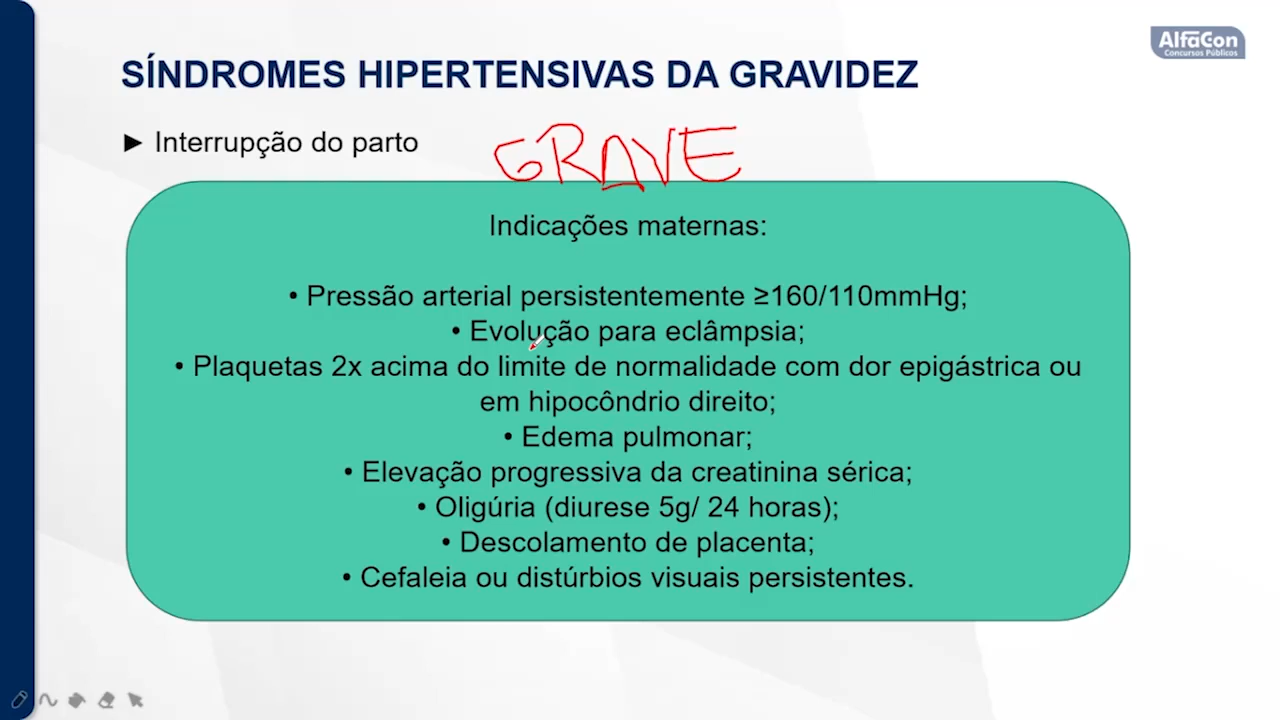 AlfaCon
Concursos Públicos
SÍNDROMES HIPERTENSIVAS DA GRAVIDEZ
► Interrupção do parto
GRAVE
Indicações maternas:
• Pressão arterial persistentemente ≥160/110mmHg;
• Evolução para eclâmpsia;
• Plaquetas 2x acima do limite de normalidade com dor epigástrica ou
em hipocôndrio direito;
• Edema pulmonar;
• Elevação progressiva da creatinina sérica;
• Oligúria (diurese 5g/ 24 horas);
• Descolamento de placenta;
• Cefaleia ou distúrbios visuais persistentes.